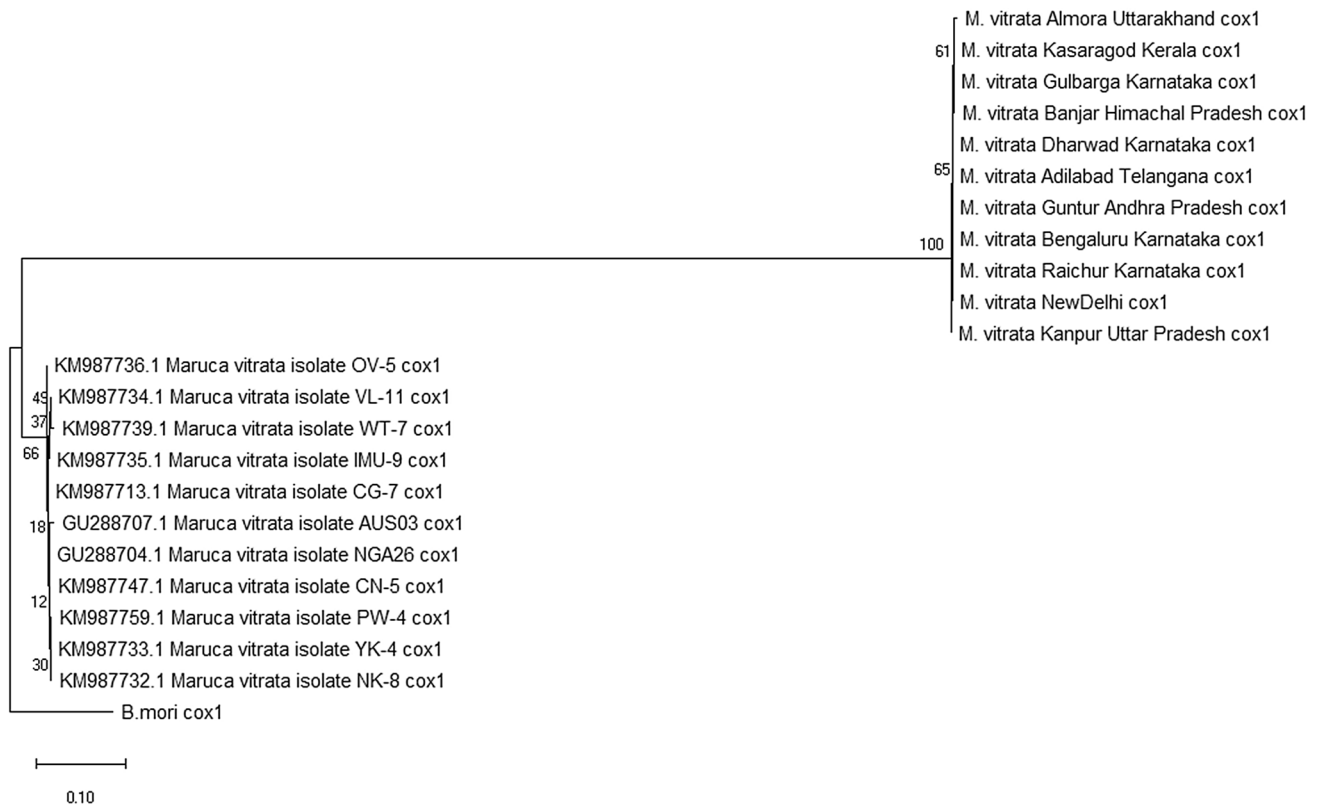 M. vitrata Almora Uttarakhand cox1
61
M. vitrata Kasaragod Kerala cox1
M. vitrata Gulbarga Karnataka cox1
M. vitrata Banjar Himachal Pradesh cox1
M. vitrata Dharwad Karnataka cox1
65
M. vitrata Adilabad Telangana cox1
M. vitrata Guntur Andhra Pradesh cox1
100
M. vitrata Bengaluru Karnataka cox1
M. vitrata Raichur Karnataka cox1
M. vitrata NewDelhi cox1
M. vitrata Kanpur Uttar Pradesh cox1
KM987736.1 Maruca vitrata isolate OV-5 cox1
49
KM987734.1 Maruca vitrata isolate VL-11 cox1
37
KM987739.1 Maruca vitrata isolate WT-7 cox1
66
KM987735.1 Maruca vitrata isolate IMU-9 cox1
KM987713.1 Maruca vitrata isolate CG-7 cox1
18
GU288707.1 Maruca vitrata isolate AUS03 cox1
GU288704.1 Maruca vitrata isolate NGA26 cox1
KM987747.1 Maruca vitrata isolate CN-5 cox1
12
KM987759.1 Maruca vitrata isolate PW-4 cox1
KM987733.1 Maruca vitrata isolate YK-4 cox1
30
KM987732.1 Maruca vitrata isolate NK-8 cox1
B.mori cox1
0.10